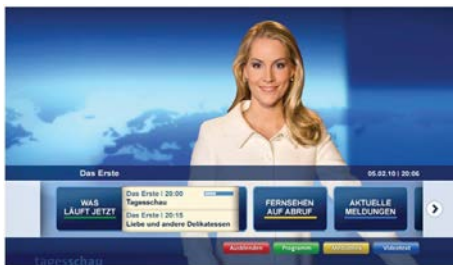 Das Erste
05.02.10 | 20:06
WAS
LÄUFT JETZT
Das Erste | 20:00
Tagesschau
Das Erste | 20:15
Liebe und andere Delikatessen
FERNSEHEN
AUF ABRUF
AKTUELLE
MELDUNGEN
Ausblenden
Programm
Videotext
tagesschau